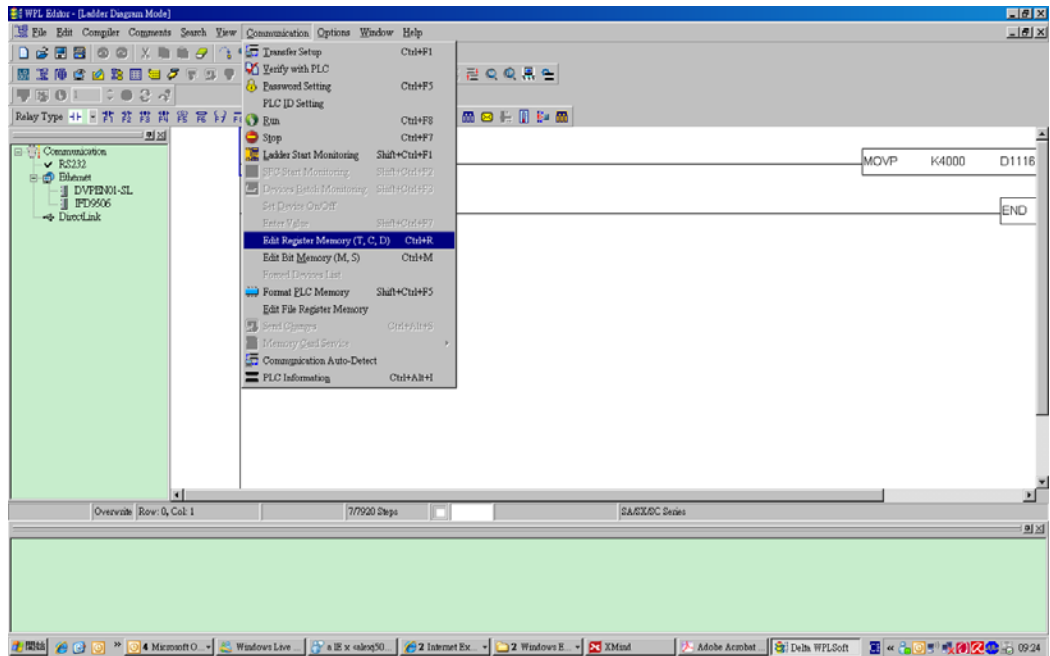 WPL Editor - [Ladder Diagram Mode]
File Edit Compiler Comments Search View Communication Options Window Help
Transfer Setup Ctrl+F1
Verify with PLC
Password Setting Ctrl+F5
PLC ID Setting
Run Ctrl+F8
Stop Ctrl+F7
Ladder Start Monitoring Shift+Ctrl+F1
SFC Start Monitoring Shift+Ctrl+F2
Devices Batch Monitoring Shift+Ctrl+F3
Set Device On/Off
Enter Value Shift+Ctrl+F7
Edit Register Memory (T, C, D) Ctrl+R
Edit Bit Memory (M, S) Ctrl+M
Forced Devices List
Format PLC Memory Shift+Ctrl+F5
Edit File Register Memory
Send Changes Ctrl+Alt+S
Memory Card Service
Communication Auto-Detect
PLC Information Ctrl+Alt+I
Relay Type
Communication
RS232
Ethernet
DVPEN01-SL
IFD9506
DirectLink
MOVP K4000 D1116
END
Overwrite Row: 0, Col: 1 7/7920 Steps SA/SX/SC Series
開始 4 Microsoft O... Windows Live ... 2 Internet Ex... 2 Windows E... XMind Adobe Acrobat ... Delta WPLSoft 09:24